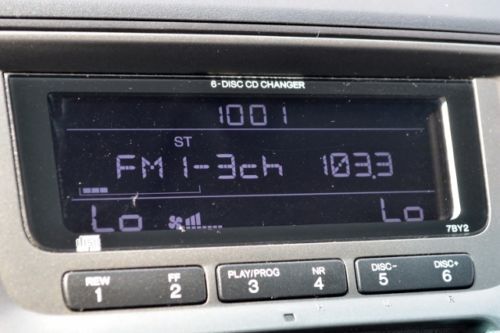 6-DISC CD CHANGER
1001
ST
FM1-3ch 103.3
Lo Lo
7BY2
REW FF PLAY/PROG NR DISC- DISC+
1 2 3 4 5 6